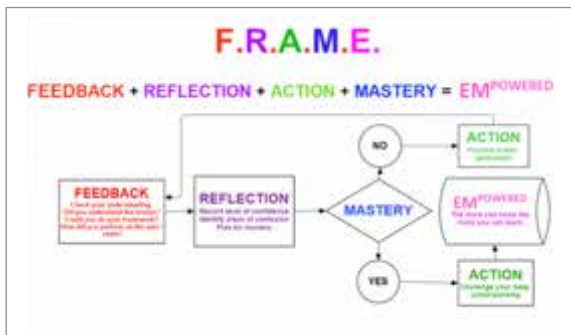 F.R.A.M.E.
FEEDBACK + REFLECTION + ACTION + MASTERY = EMPOWERED
NO
ACTION
FEEDBACK
Check your understanding
Did you understand the lesson?
Could you do your homework?
How did you perform on the quiz/
REFLECTION
Record level of confidence
Identify areas of confusion
Plan for mastery
MASTERY
EMPOWERED
The more you know the
more you can learn.
YES
ACTION
Challenge your deep
understanding